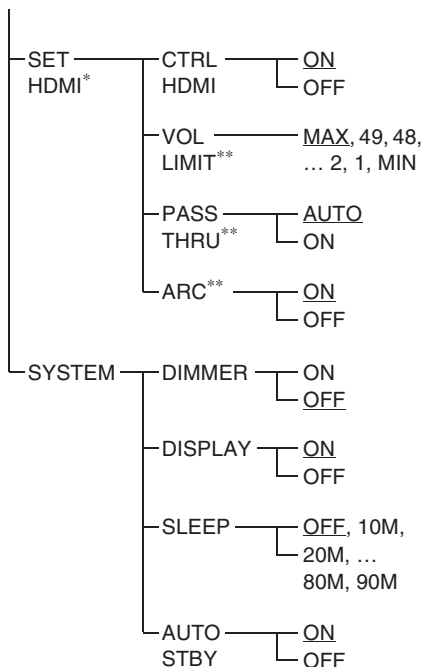 SET HDMI*
CTRL HDMI
ON
OFF
VOL LIMIT**
MAX, 49, 48,
… 2, 1, MIN
PASS THRU**
AUTO
ON
ARC**
ON
OFF
SYSTEM
DIMMER
ON
OFF
DISPLAY
ON
OFF
SLEEP
OFF, 10M,
20M, …
80M, 90M
AUTO STBY
ON
OFF